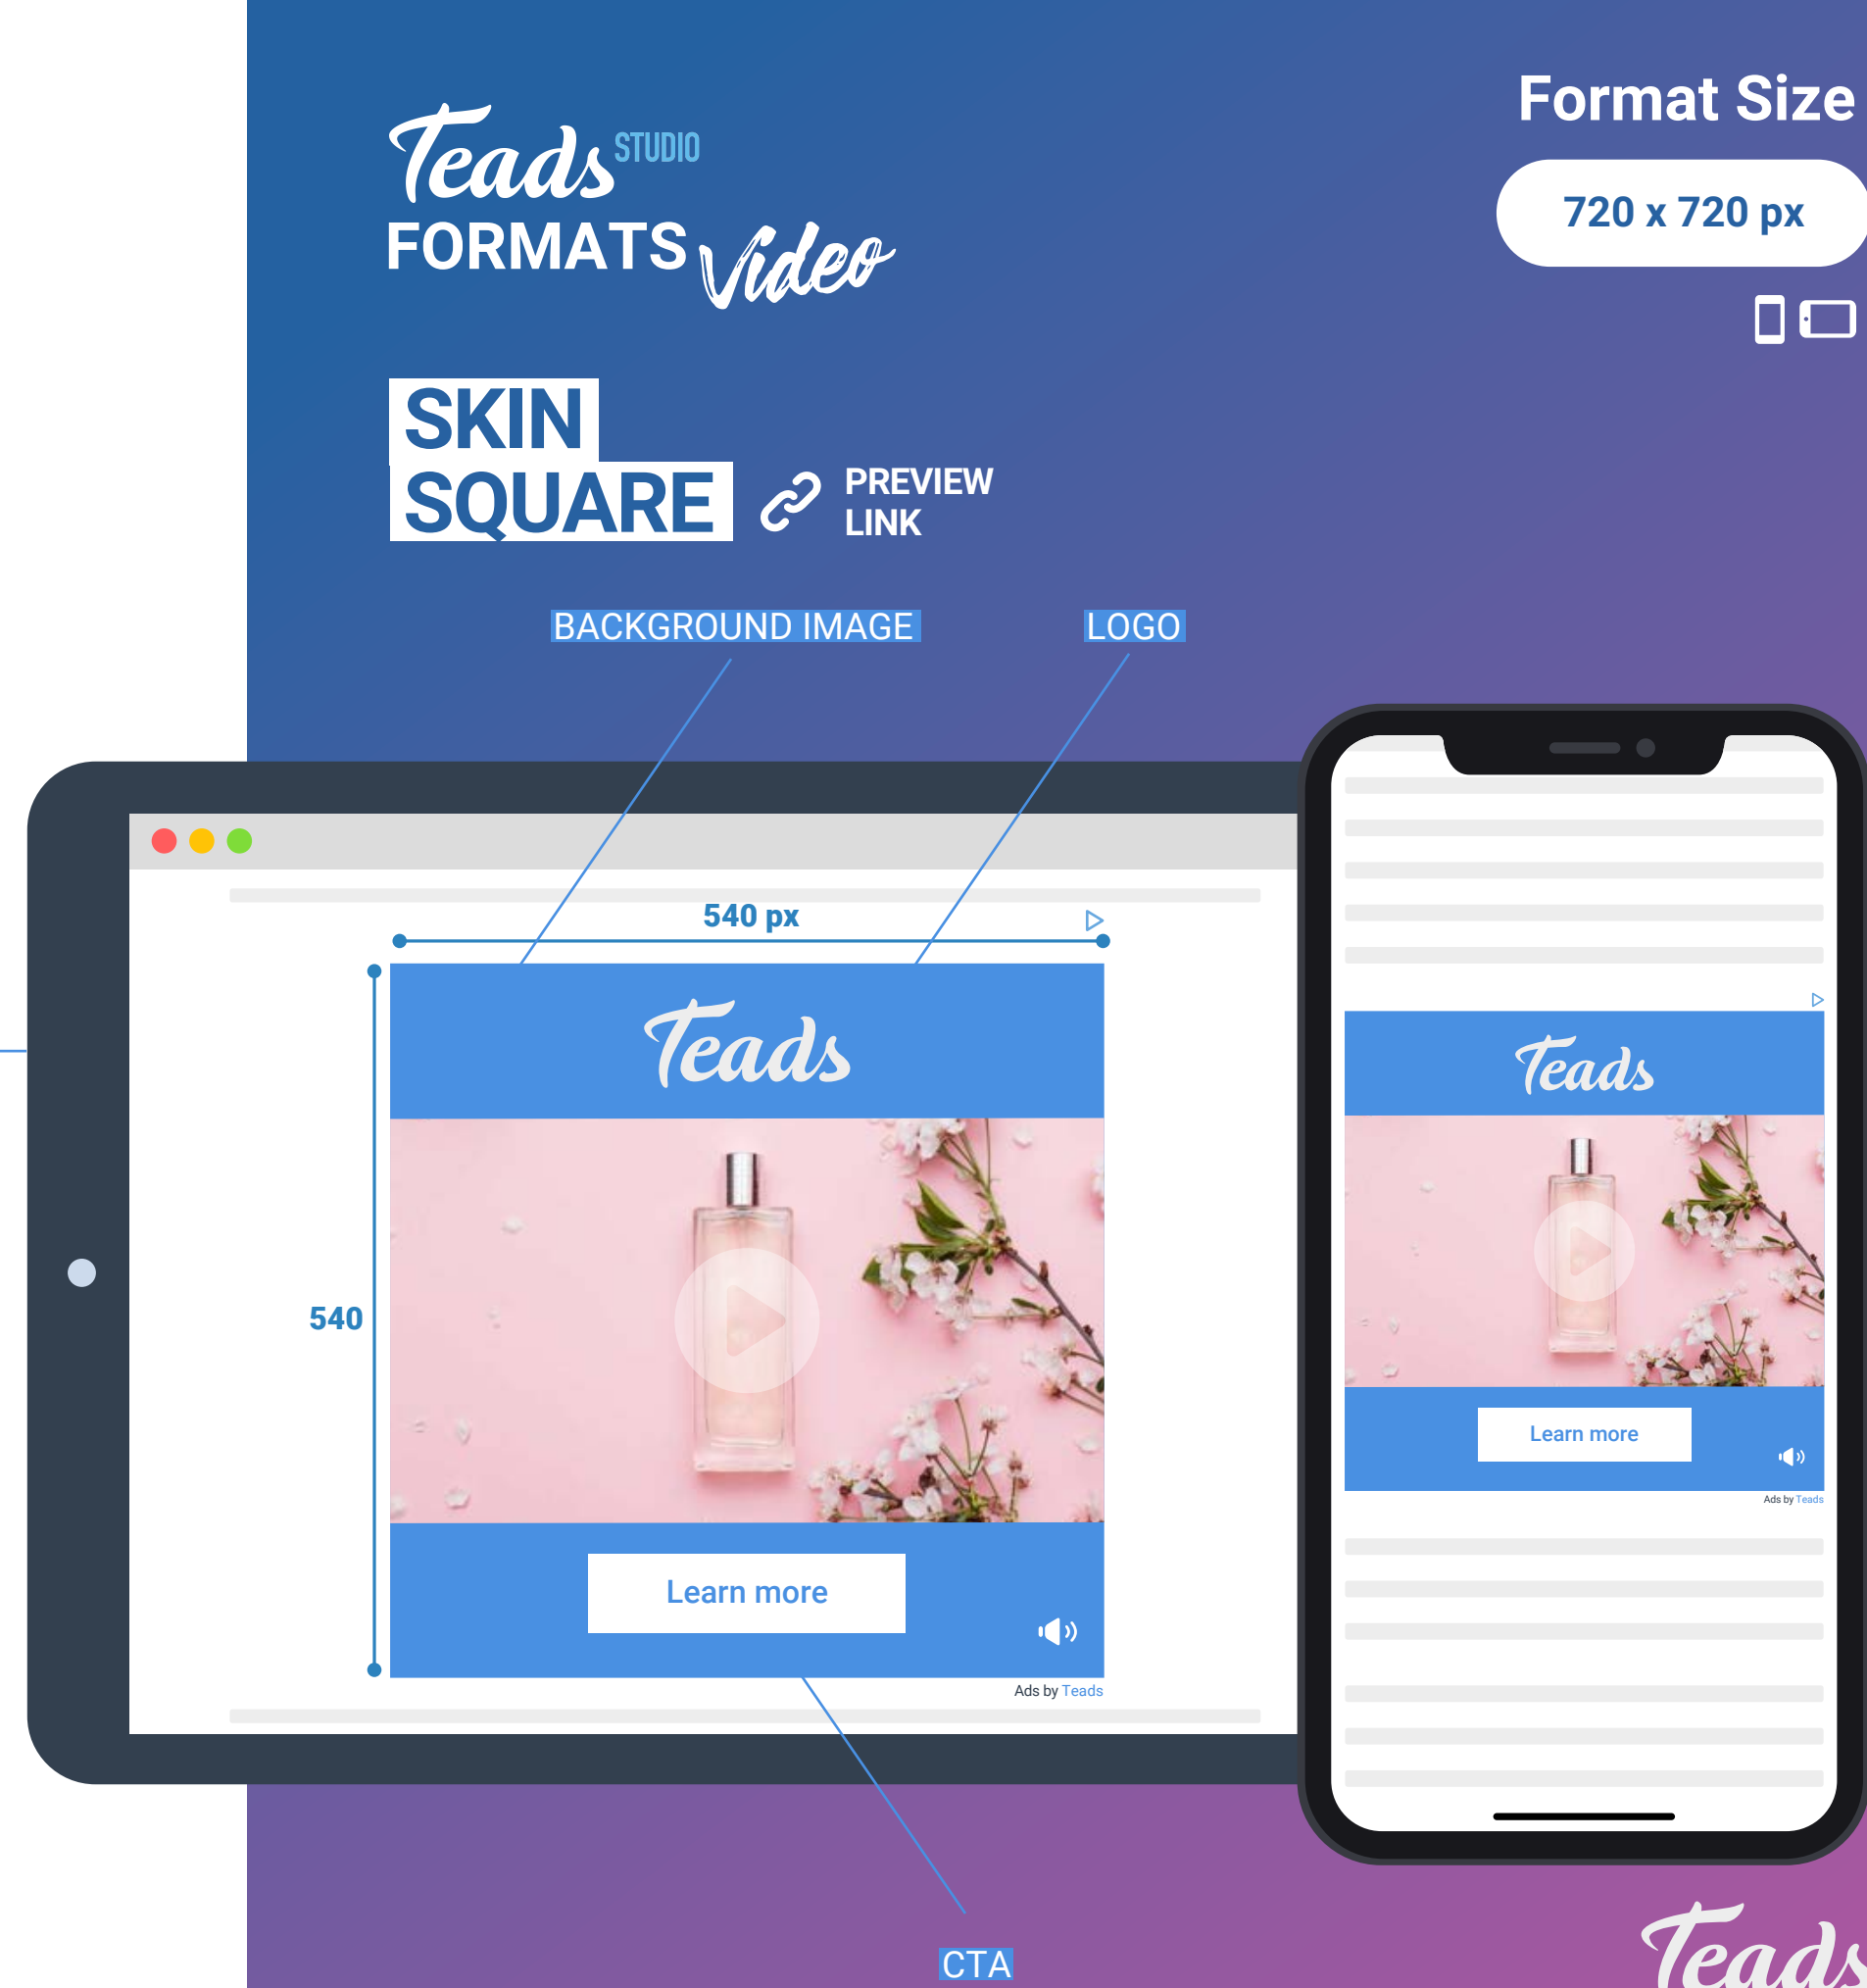 Teads STUDIO
FORMATS Video
Format Size
720 x 720 px
SKIN
SQUARE
PREVIEW
LINK
BACKGROUND IMAGE
LOGO
540 px
Teads
540
Learn more
Ads by Teads
Teads
Learn more
Ads by Teads
CTA
Teads